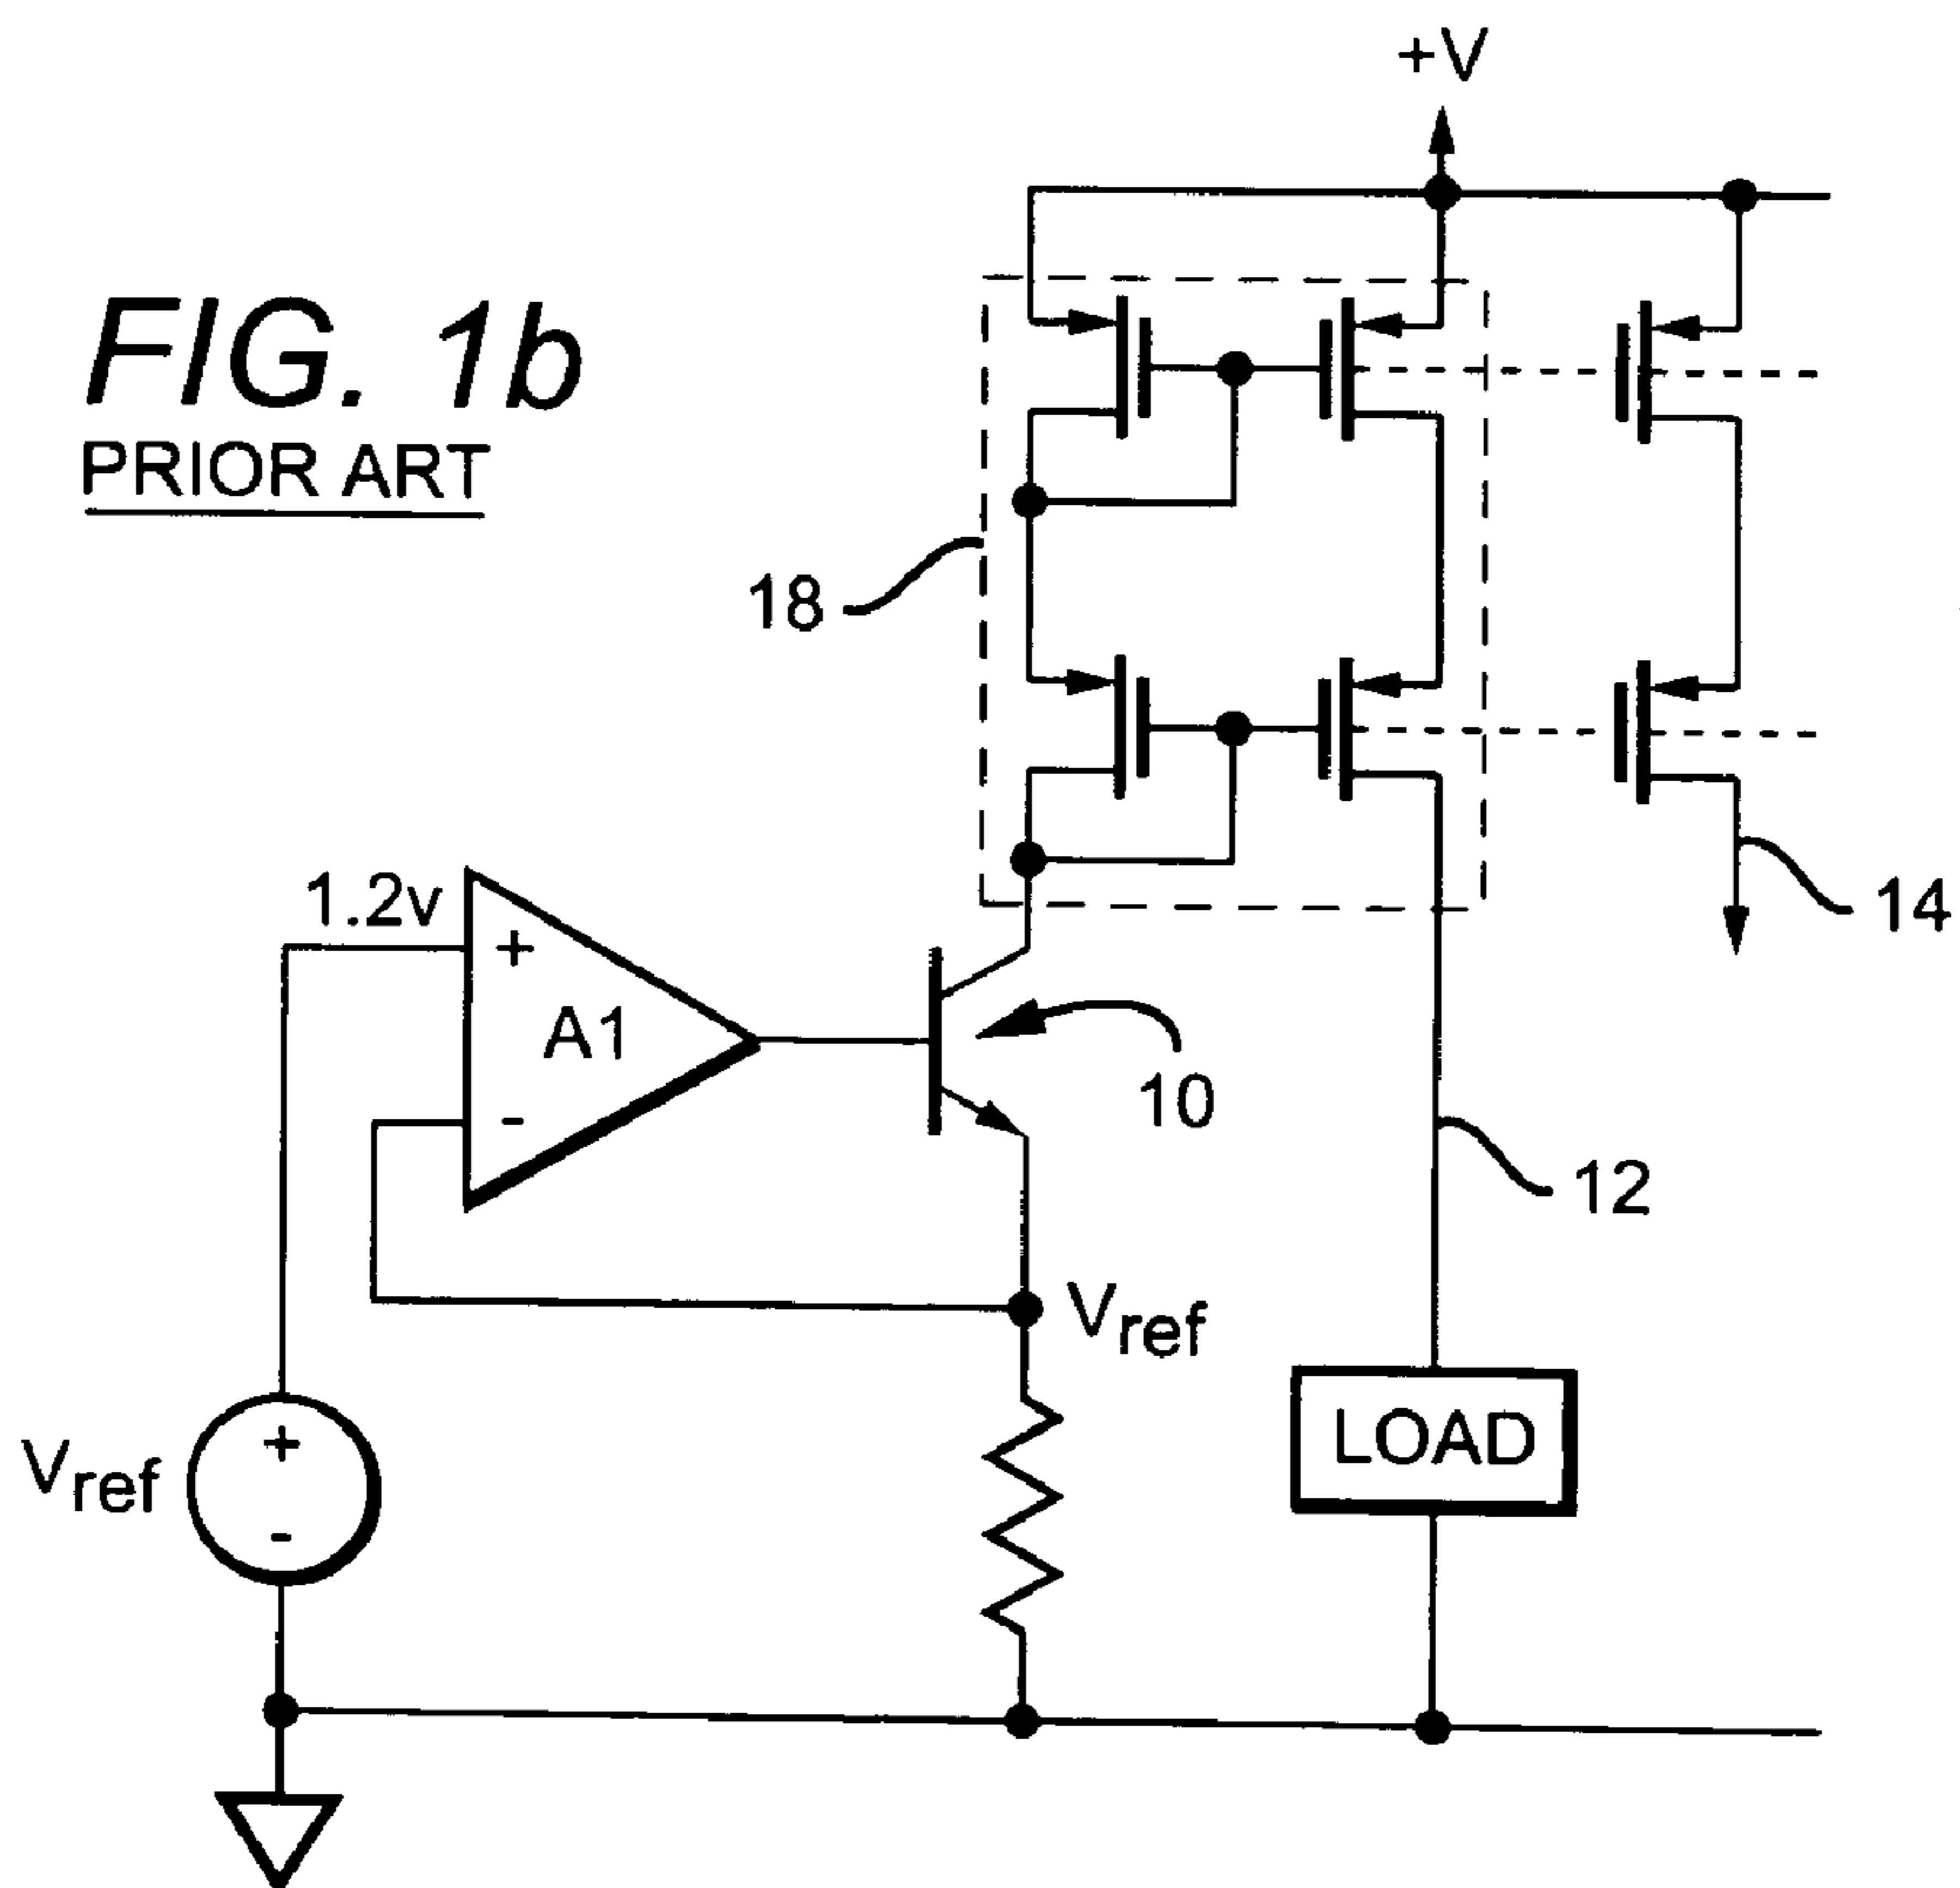 +V
FIG. 1b
PRIOR ART
18
1.2v
+
A1
-
14
10
12
Vref
Vref
+
-
LOAD